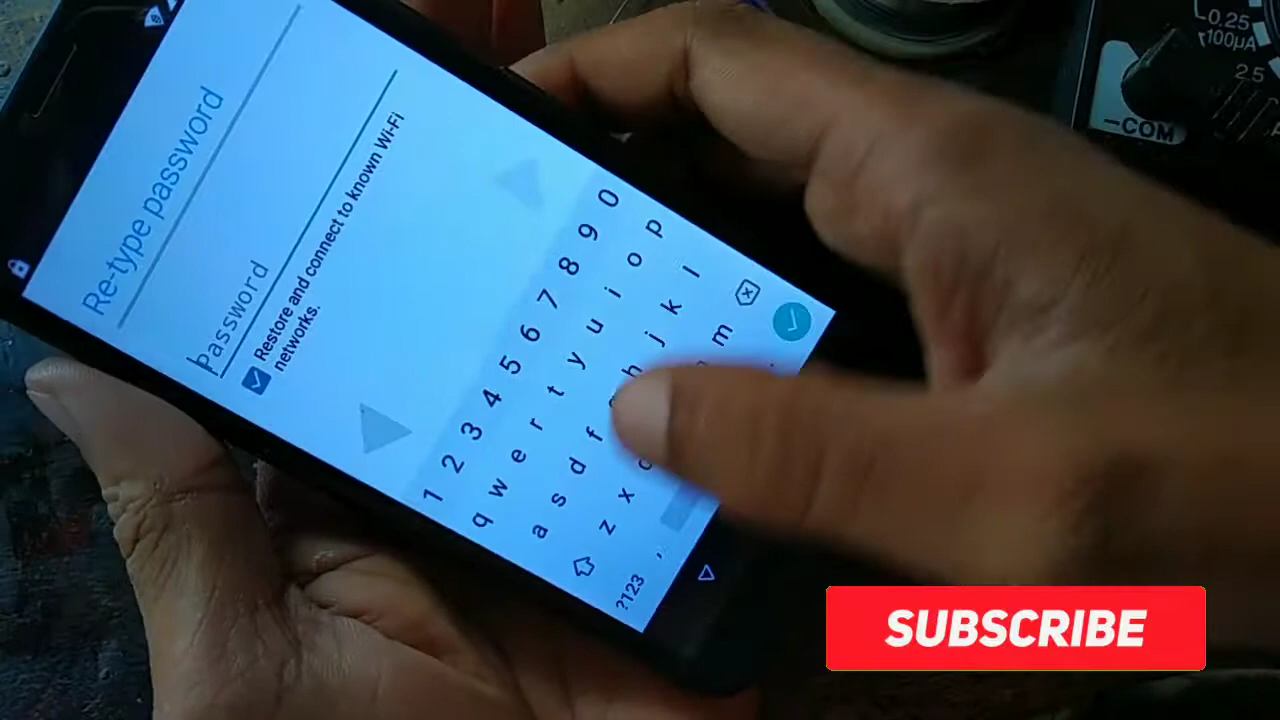 Re-type password
Password
Restore and connect to known Wi-Fi
networks.
1 2 3 4 5 6 7 8 9 0
q w e r t y u i o p
a s d f h j k l
z x m
?123 , .
0.25
100μA
2.5
-COM
SUBSCRIBE